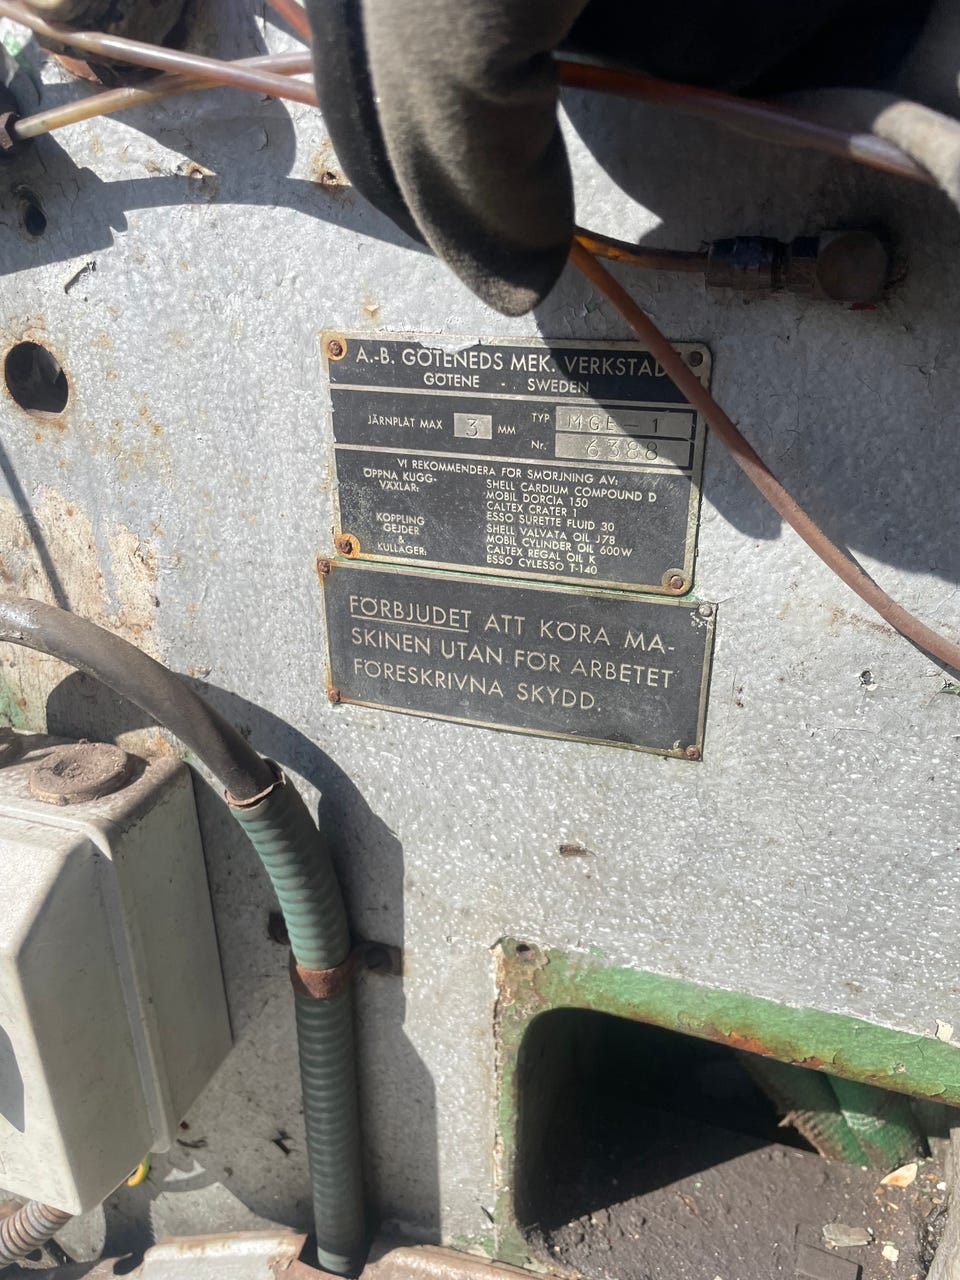 A.-B. GÖTENEDS MEK. VERKSTAD
GÖTENE - SWEDEN
JÄRNPLÅT MAX 3 MM TYP MGE-1
Nr. 6388
VI REKOMMENDERA FÖR SMÖRJNING AV:
ÖPPNA KUGG- SHELL CARDIUM COMPOUND D
VÄXLAR: MOBIL DORCIA 150
CALTEX CRATER 1
ESSO SURETTE FLUID 30
KOPPLING SHELL VALVATA OIL J78
GEJDER MOBIL CYLINDER OIL 600W
& CALTEX REGAL OIL K
KULLAGER: ESSO CYLESSO T-140
FÖRBJUDET ATT KÖRA MA-
SKINEN UTAN FÖR ARBETET
FÖRESKRIVNA SKYDD.